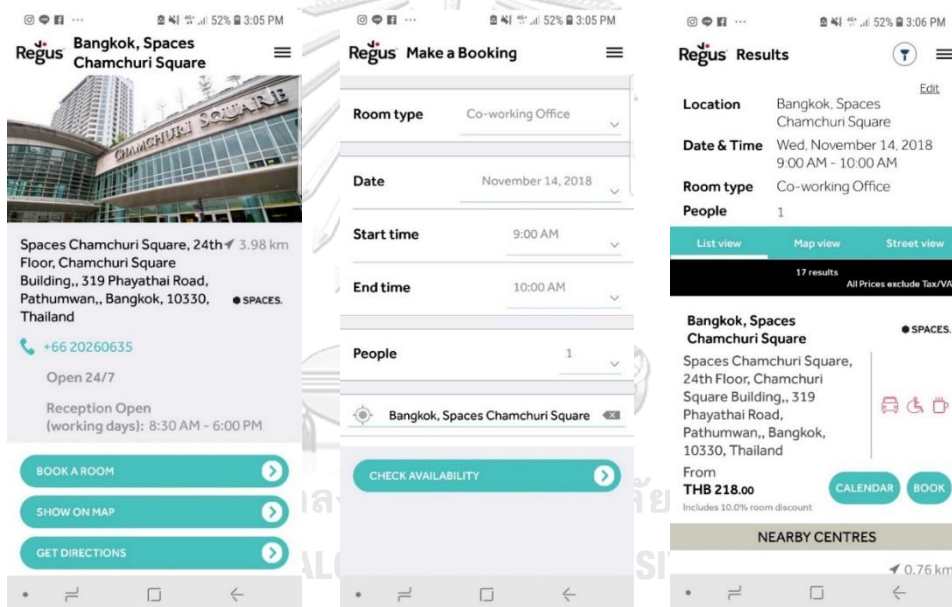 52% 3:05 PM
Regus Bangkok, Spaces
Chamchuri Square
CHAMCHURI SQUARE
Spaces Chamchuri Square, 24th 3.98 km
Floor, Chamchuri Square
Building,, 319 Phayathai Road,
Pathumwan,, Bangkok, 10330, SPACES.
Thailand
+66 20260635
Open 24/7
Reception Open
(working days): 8:30 AM - 6:00 PM
BOOK A ROOM
SHOW ON MAP
GET DIRECTIONS
52% 3:05 PM
Regus Make a Booking
Room type Co-working Office
Date November 14, 2018
Start time 9:00 AM
End time 10:00 AM
People 1
Bangkok, Spaces Chamchuri Square
CHECK AVAILABILITY
52% 3:06 PM
Regus Results
Edit
Location Bangkok, Spaces
Chamchuri Square
Date & Time Wed, November 14, 2018
9:00 AM - 10:00 AM
Room type Co-working Office
People 1
List view Map view Street view
17 results
All Prices exclude Tax/VA
Bangkok, Spaces
Chamchuri Square SPACES.
Spaces Chamchuri Square,
24th Floor, Chamchuri
Square Building,, 319
Phayathai Road,
Pathumwan,, Bangkok,
10330, Thailand
From
THB 218.00 CALENDAR BOOK
Includes 10.0% room discount
NEARBY CENTRES
0.76 km